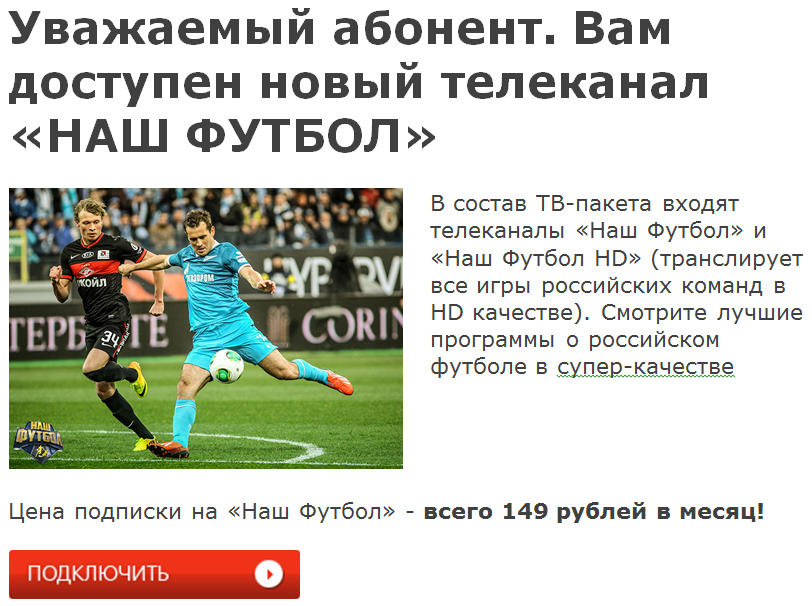 Уважаемый абонент. Вам
доступен новый телеканал
«НАШ ФУТБОЛ»
В состав ТВ-пакета входят
телеканалы «Наш Футбол» и
«Наш Футбол HD» (транслирует
все игры российских команд в
HD качестве). Смотрите лучшие
программы о российском
футболе в супер-качестве
YPERV
ГАЗПРОМ
KIA
КОЙЛ
ТЕРБУРГЕ
CORIN
34
НАШ
ФУТБОЛ
Цена подписки на «Наш Футбол» - всего 149 рублей в месяц!
ПОДКЛЮЧИТЬ